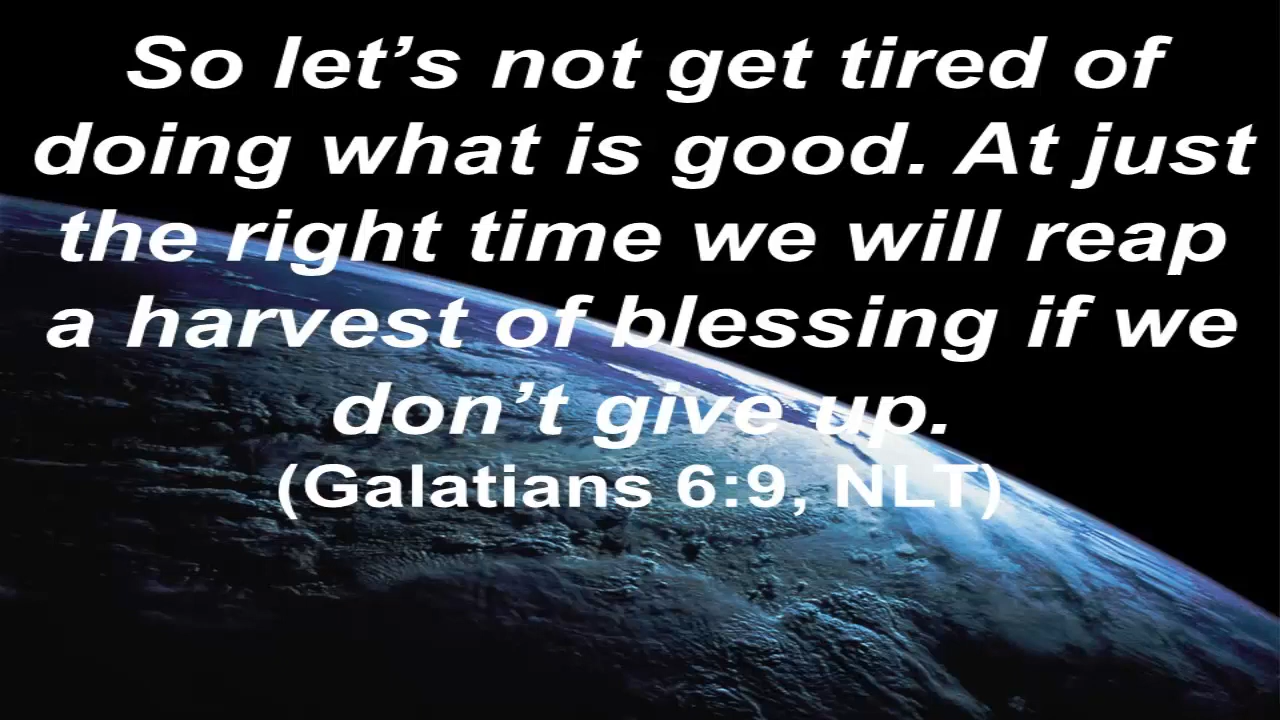 So let’s not get tired of
doing what is good. At just
the right time we will reap
a harvest of blessing if we
don’t give up.
(Galatians 6:9, NLT)